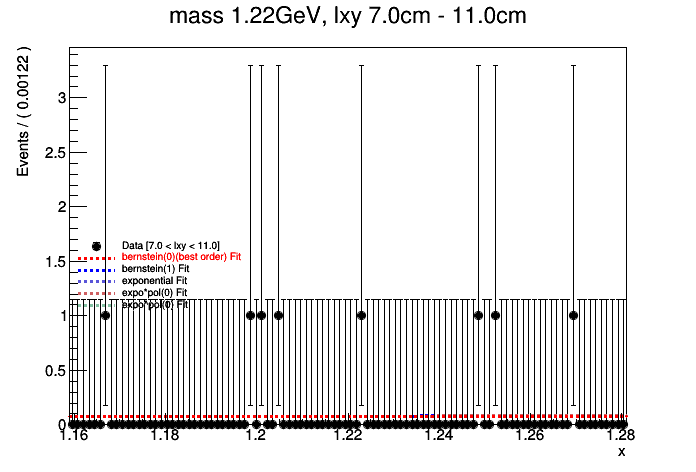 mass 1.22GeV, lxy 7.0cm - 11.0cm
Events / ( 0.00122 )
3
2.5
2
1.5
1
0.5
0
Data [7.0 < lxy < 11.0]
bernstein(0)(best order) Fit
bernstein(1) Fit
exponential Fit
expo*pol(0) Fit
expo*pol(0) Fit
1.16 1.18 1.2 1.22 1.24 1.26 1.28
x